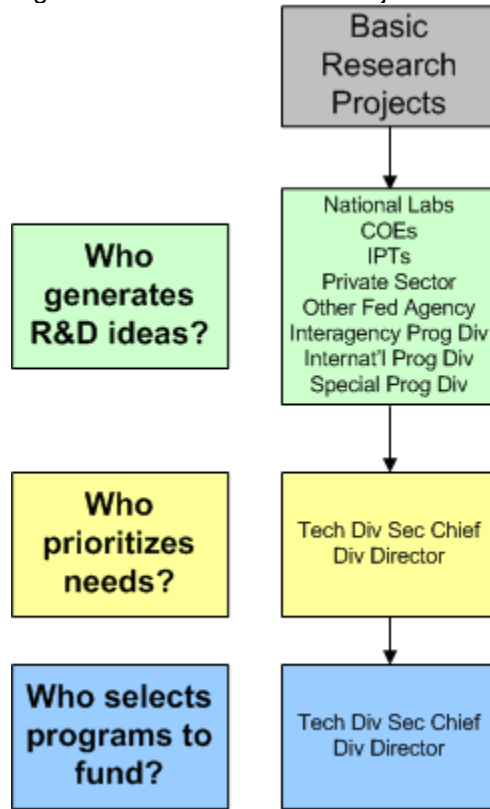 Basic
Research
Projects
Who
generates
R&D ideas?
National Labs
COEs
IPTs
Private Sector
Other Fed Agency
Interagency Prog Div
Internat'l Prog Div
Special Prog Div
Who
prioritizes
needs?
Tech Div Sec Chief
Div Director
Who selects
programs to
fund?
Tech Div Sec Chief
Div Director